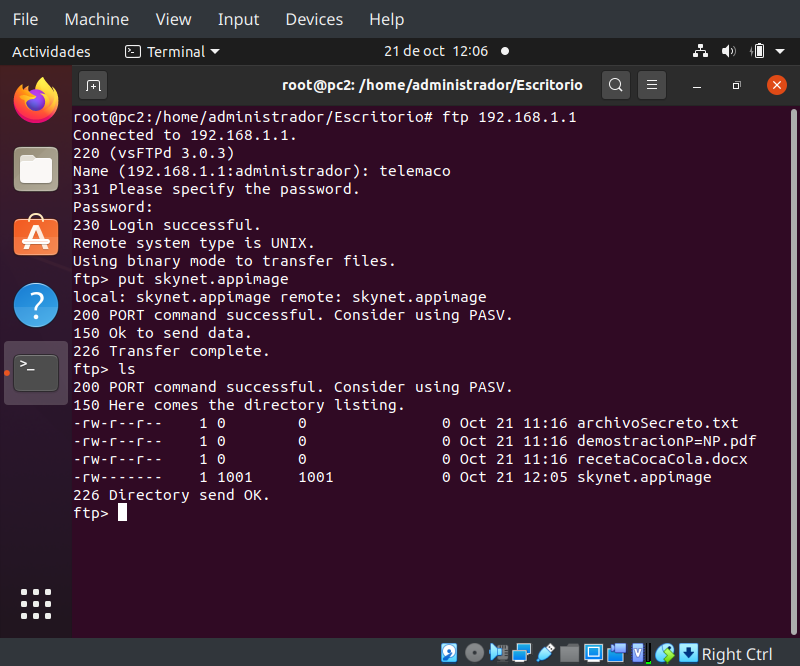 File Machine View Input Devices Help
Actividades Terminal 21 de oct 12:06
root@pc2: /home/administrador/Escritorio
root@pc2:/home/administrador/Escritorio# ftp 192.168.1.1
Connected to 192.168.1.1.
220 (vsFTPd 3.0.3)
Name (192.168.1.1:administrador): telemaco
331 Please specify the password.
Password:
230 Login successful.
Remote system type is UNIX.
Using binary mode to transfer files.
ftp> put skynet.appimage
local: skynet.appimage remote: skynet.appimage
200 PORT command successful. Consider using PASV.
150 Ok to send data.
226 Transfer complete.
ftp> ls
200 PORT command successful. Consider using PASV.
150 Here comes the directory listing.
-rw-r--r--    1 0        0               0 Oct 21 11:16 archivoSecreto.txt
-rw-r--r--    1 0        0               0 Oct 21 11:16 demostracionP=NP.pdf
-rw-r--r--    1 0        0               0 Oct 21 11:16 recetaCocaCola.docx
-rw-------    1 1001     1001            0 Oct 21 12:05 skynet.appimage
226 Directory send OK.
ftp>
Right Ctrl